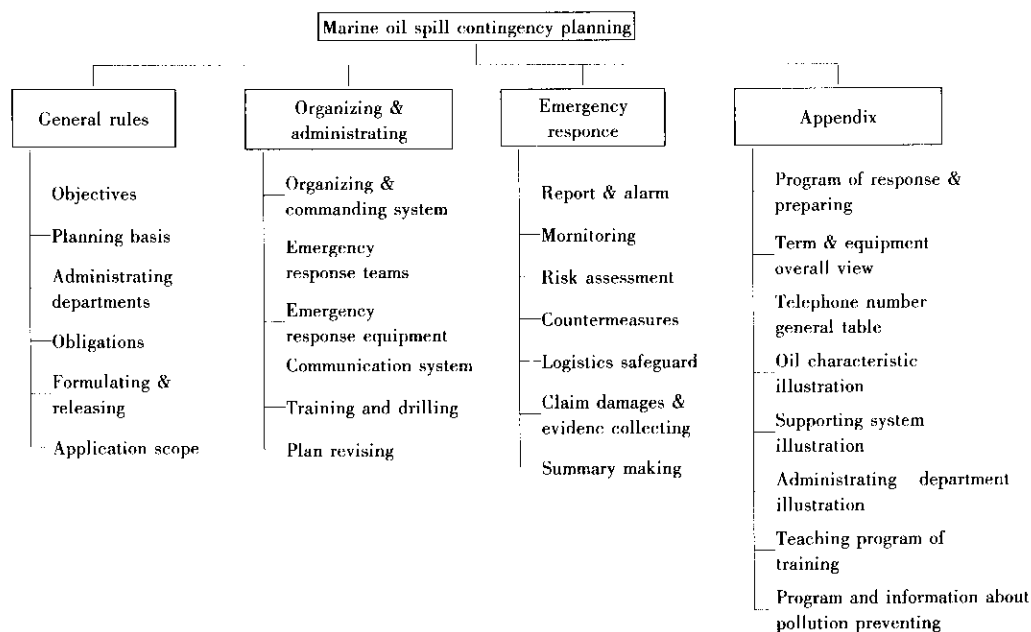 Marine oil spill contingency planning
General rules
Objectives
Planning basis
Administrating
departments
Obligations
Formulating &
releasing
Application scope
Organizing &
administrating
Organizing &
commanding system
Emergency
response teams
Emergency
response equipment
Communication system
Training and drilling
Plan revising
Emergency
responce
Report & alarm
Mornitoring
Risk assessment
Countermeasures
Logistics safeguard
Claim damages &
evidenc collecting
Summary making
Appendix
Program of response &
preparing
Term & equipment
overall view
Telephone number
general table
Oil characteristic
illustration
Supporting system
illustration
Administrating department
illustration
Teaching program of
training
Program and information about
pollution preventing